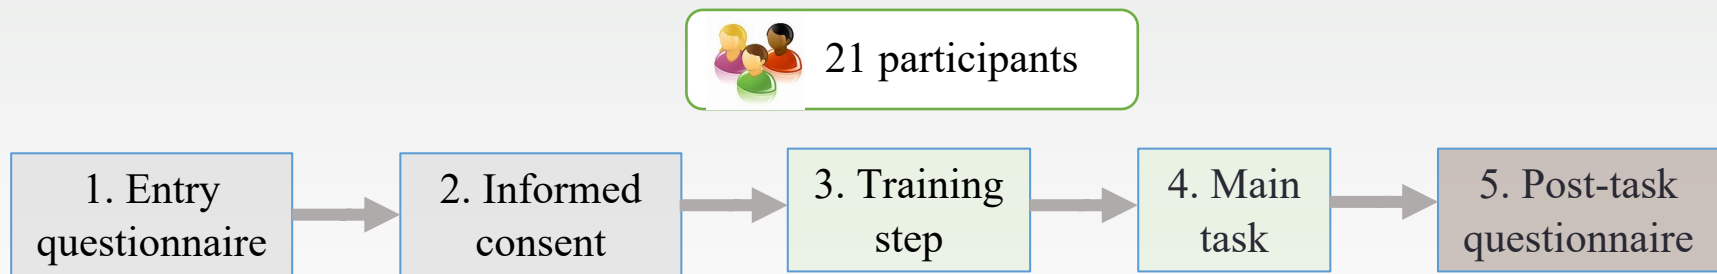 21 participants
1. Entry
questionnaire
2. Informed
consent
3. Training
step
4. Main
task
5. Post-task
questionnaire